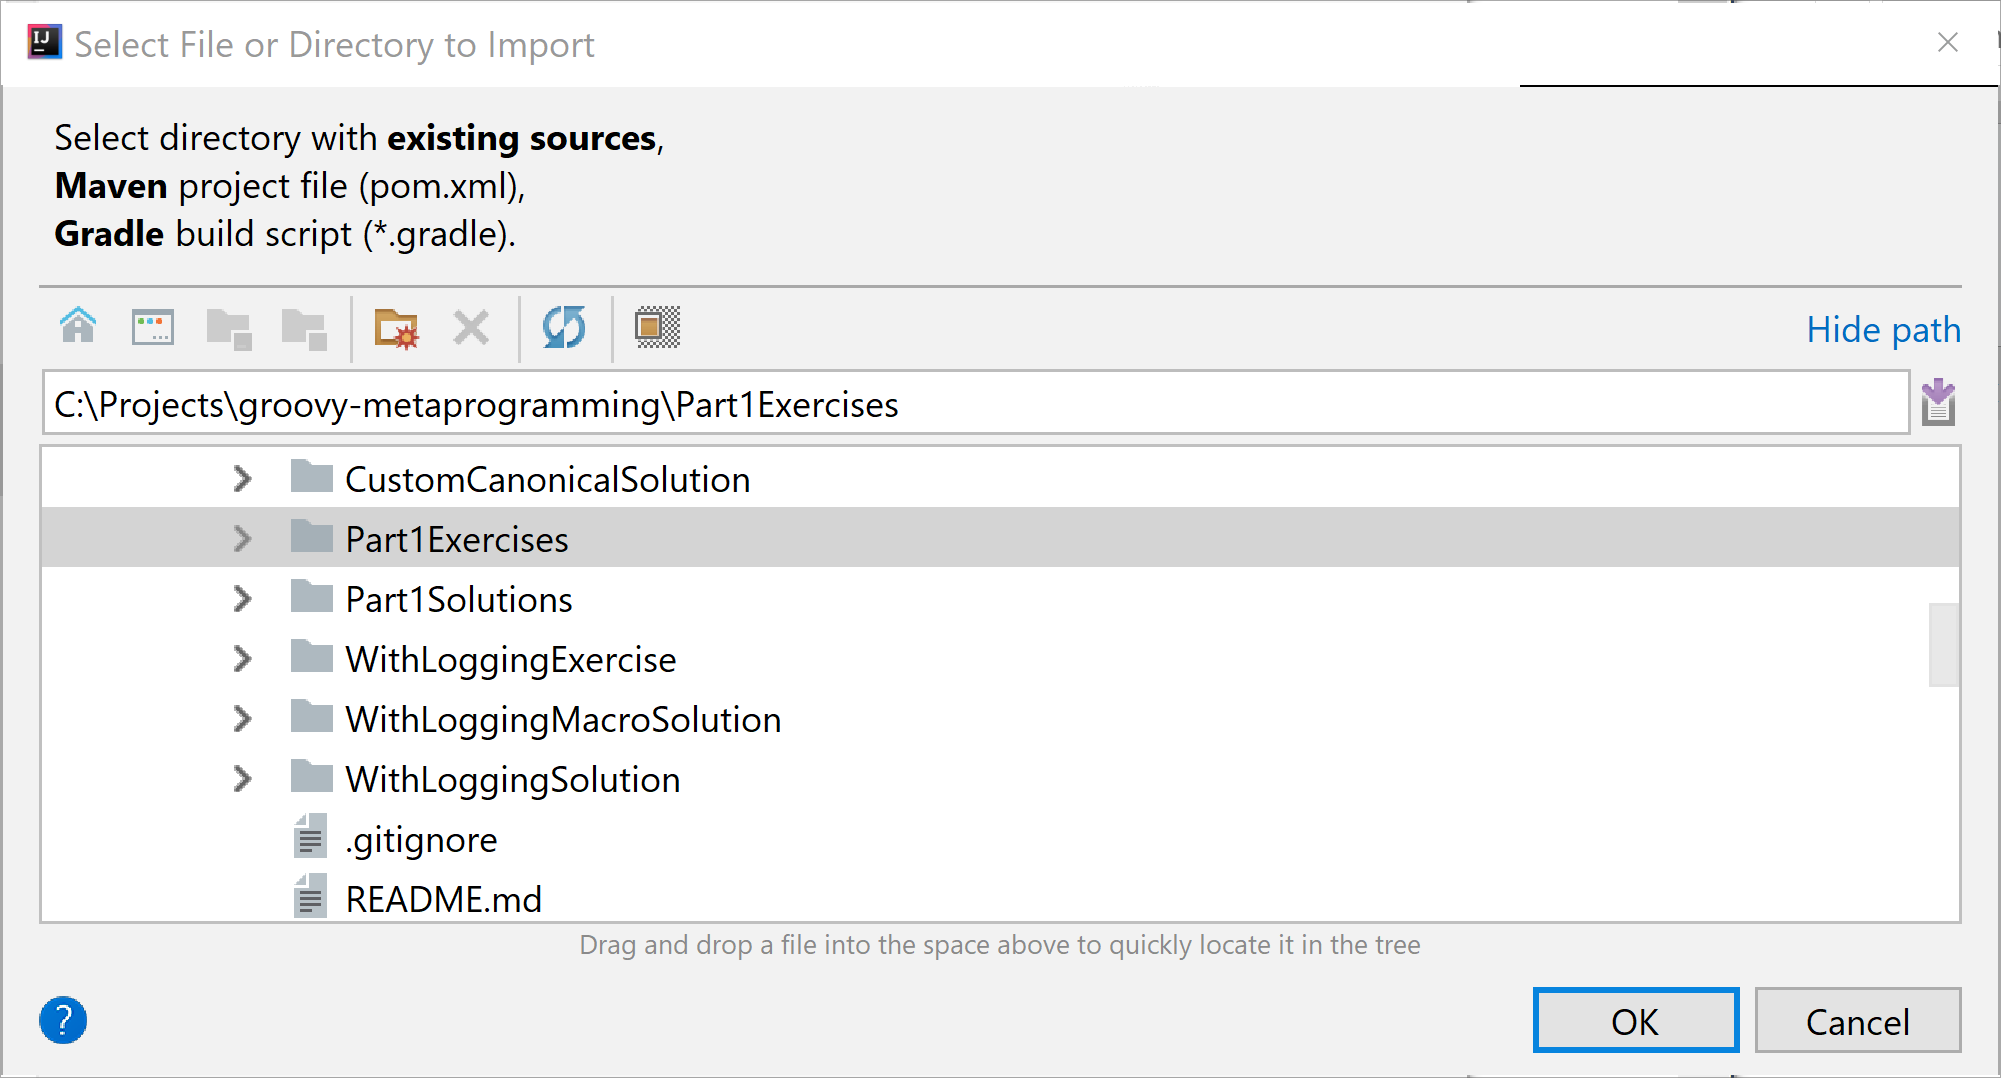 IJ
Select File or Directory to Import
Select directory with existing sources,
Maven project file (pom.xml),
Gradle build script (*.gradle).
Hide path
C:\Projects\groovy-metaprogramming\Part1Exercises
CustomCanonicalSolution
Part1Exercises
Part1Solutions
WithLoggingExercise
WithLoggingMacroSolution
WithLoggingSolution
.gitignore
README.md
Drag and drop a file into the space above to quickly locate it in the tree
?
OK
Cancel